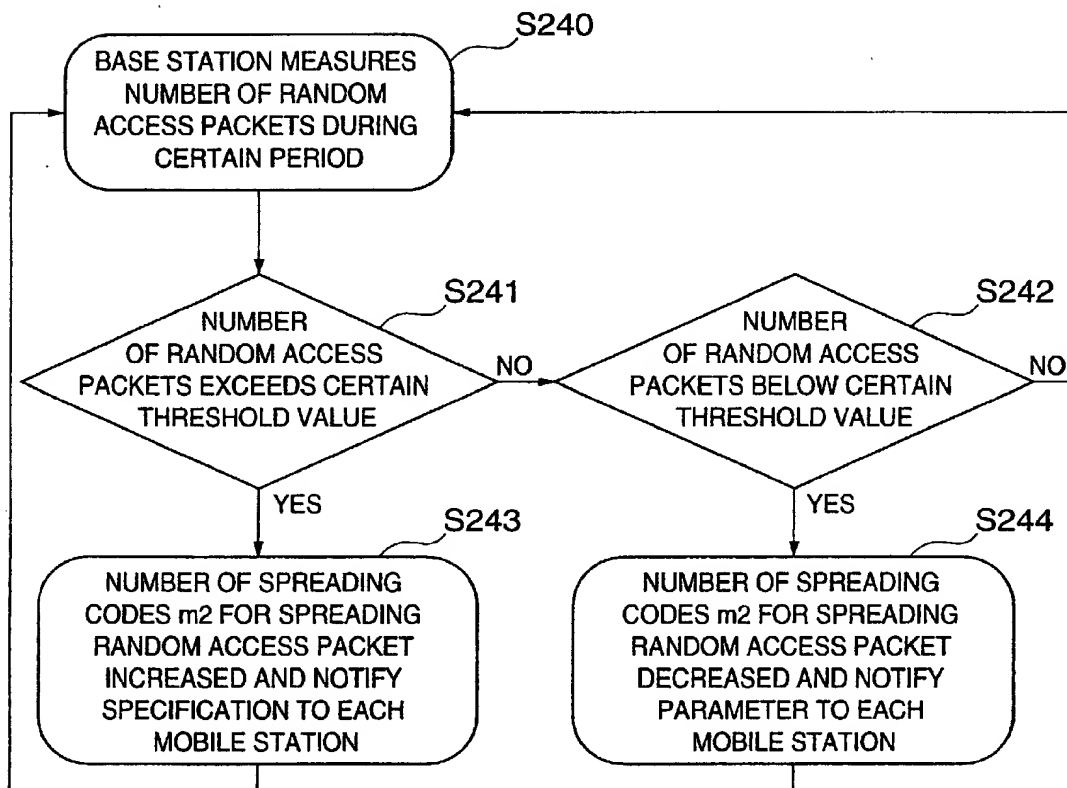 S240
BASE STATION MEASURES
NUMBER OF RANDOM
ACCESS PACKETS DURING
CERTAIN PERIOD
S241
NUMBER
OF RANDOM ACCESS
PACKETS EXCEEDS CERTAIN
THRESHOLD VALUE
NO
YES
S242
NUMBER
OF RANDOM ACCESS
PACKETS BELOW CERTAIN
THRESHOLD VALUE
NO
YES
S243
NUMBER OF SPREADING
CODES m2 FOR SPREADING
RANDOM ACCESS PACKET
INCREASED AND NOTIFY
SPECIFICATION TO EACH
MOBILE STATION
S244
NUMBER OF SPREADING
CODES m2 FOR SPREADING
RANDOM ACCESS PACKET
DECREASED AND NOTIFY
PARAMETER TO EACH
MOBILE STATION